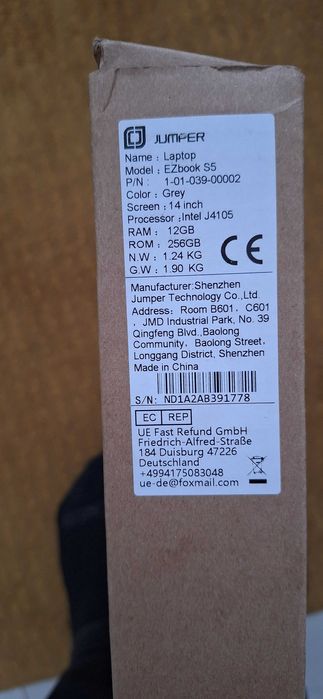 JUMPER
Name : Laptop
Model : EZbook S5
P/N : 1-01-039-00002
Color : Grey
Screen : 14 inch
Processor :Intel J4105
RAM : 12GB
ROM : 256GB
N.W : 1.24 KG
G.W : 1.90 KG
CE
Manufacturer:Shenzhen
Jumper Technology Co.,Ltd.
Address: Room B601, C601
, JMD Industrial Park, No. 39
Qingfeng Blvd.,Baolong
Community, Baolong Street,
Longgang District, Shenzhen
Made in China
S/N: ND1A2AB391778
EC REP
UE Fast Refund GmbH
Friedrich-Alfred-Straße
184 Duisburg 47226
Deutschland
+4994175083048
ue-de@foxmail.com